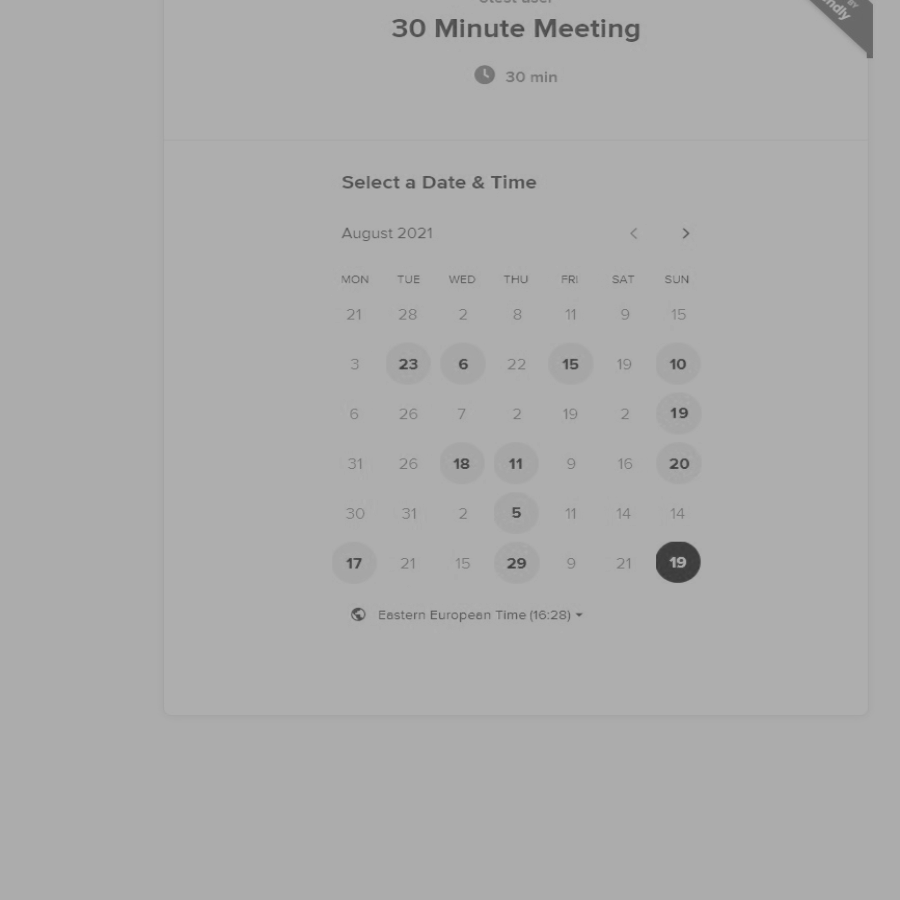 30 Minute Meeting
30 min
Select a Date & Time
August 2021
MON TUE WED THU FRI SAT SUN
21 28 2 8 11 9 15
3 23 6 22 15 19 10
6 26 7 2 19 2 19
31 26 18 11 9 16 20
30 31 2 5 11 14 14
17 21 15 29 9 21 19
Eastern European Time (16:28)